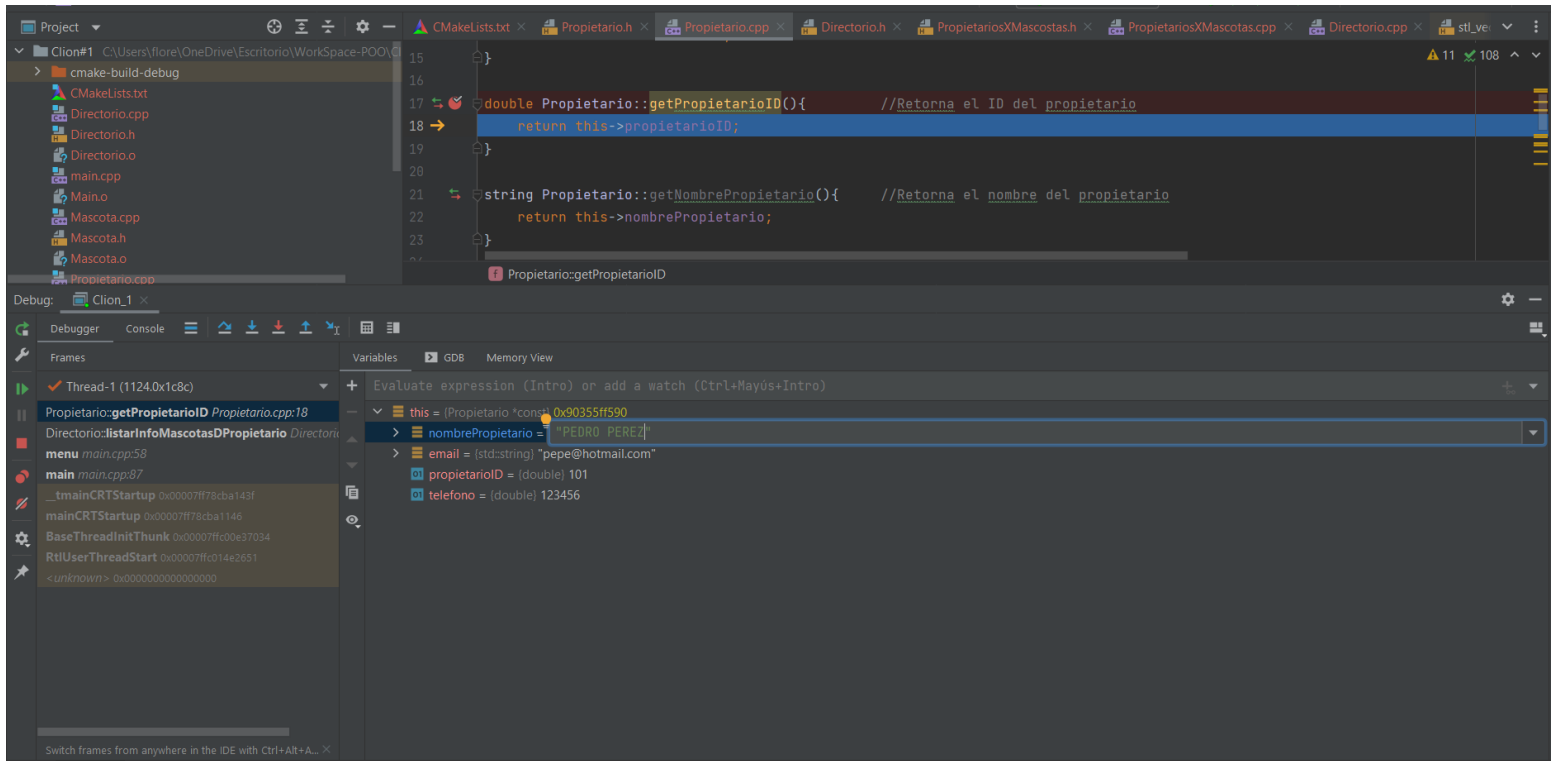 Project
CMakeLists.txt
Propietario.h
Propietario.cpp
Directorio.h
PropietariosXMascostas.h
PropietariosXMascotas.cpp
Directorio.cpp
stl_ve
Clion#1 C:\Users\flore\OneDrive\Escritorio\WorkSpace-POO\Cl
cmake-build-debug
CMakeLists.txt
Directorio.cpp
Directorio.h
Directorio.o
main.cpp
Main.o
Mascota.cpp
Mascota.h
Mascota.o
Propietario.cpp
11 108
15 }
16
17 double Propietario::getPropietarioID(){ //Retorna el ID del propietario
18 return this->propietarioID;
19 }
20
21 string Propietario::getNombrePropietario(){ //Retorna el nombre del propietario
22 return this->nombrePropietario;
23 }
f Propietario::getPropietarioID
Debug: Clion_1
Debugger Console
Frames
Variables GDB Memory View
Thread-1 (1124.0x1c8c)
Evaluate expression (Intro) or add a watch (Ctrl+Mayús+Intro)
Propietario::getPropietarioID Propietario.cpp:18
Directorio::listarInfoMascotasDPropietario Directori
menu main.cpp:58
main main.cpp:87
__tmainCRTStartup 0x00007ff78cba143f
mainCRTStartup 0x00007ff78cba1146
BaseThreadInitThunk 0x00007ffc00e37034
RtlUserThreadStart 0x00007ffc014e2651
<unknown> 0x0000000000000000
this = {Propietario *const} 0x90355ff590
nombrePropietario = "PEDRO PEREZ"
email = {std::string} "pepe@hotmail.com"
propietarioID = {double} 101
telefono = {double} 123456
Switch frames from anywhere in the IDE with Ctrl+Alt+A...